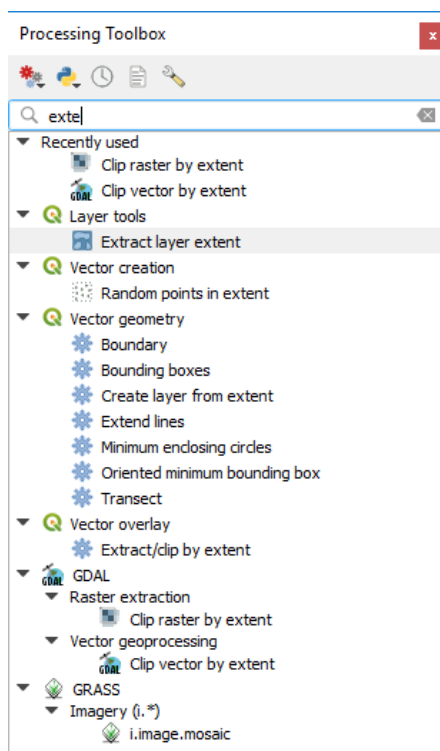 Processing Toolbox
x
exte
Recently used
Clip raster by extent
GDAL Clip vector by extent
Layer tools
Extract layer extent
Vector creation
Random points in extent
Vector geometry
Boundary
Bounding boxes
Create layer from extent
Extend lines
Minimum enclosing circles
Oriented minimum bounding box
Transect
Vector overlay
Extract/clip by extent
GDAL GDAL
Raster extraction
Clip raster by extent
Vector geoprocessing
GDAL Clip vector by extent
GRASS
Imagery (i.*)
i.image.mosaic